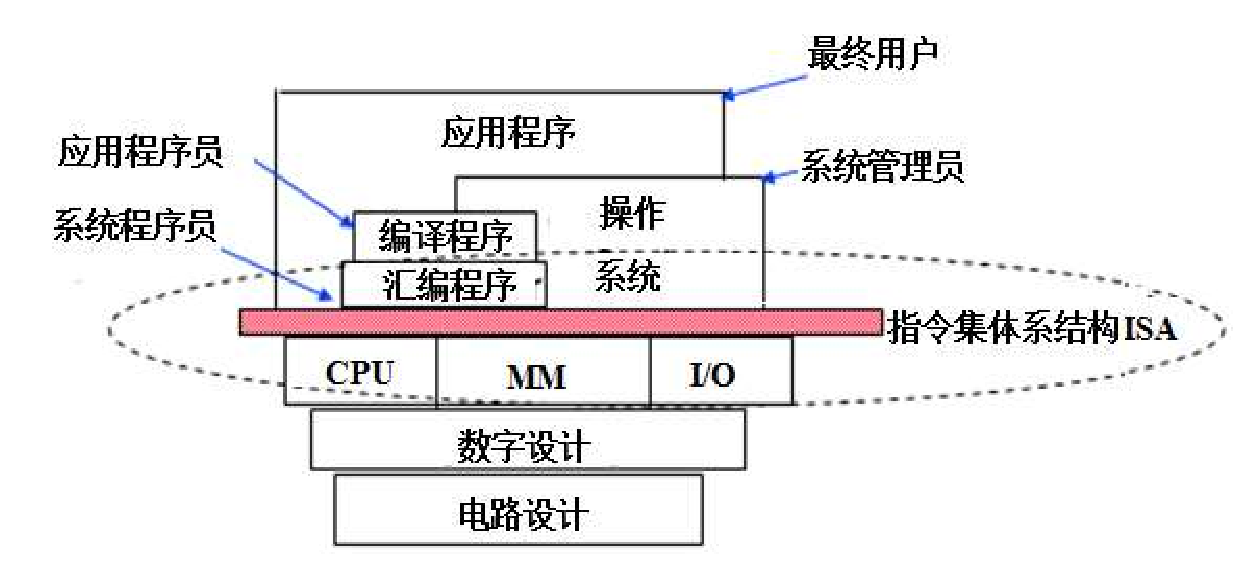 最终用户
应用程序
应用程序员
系统管理员
操作
系统程序员
编译程序
系统
汇编程序
指令集体系结构ISA
CPU
MM
I/O
数字设计
电路设计